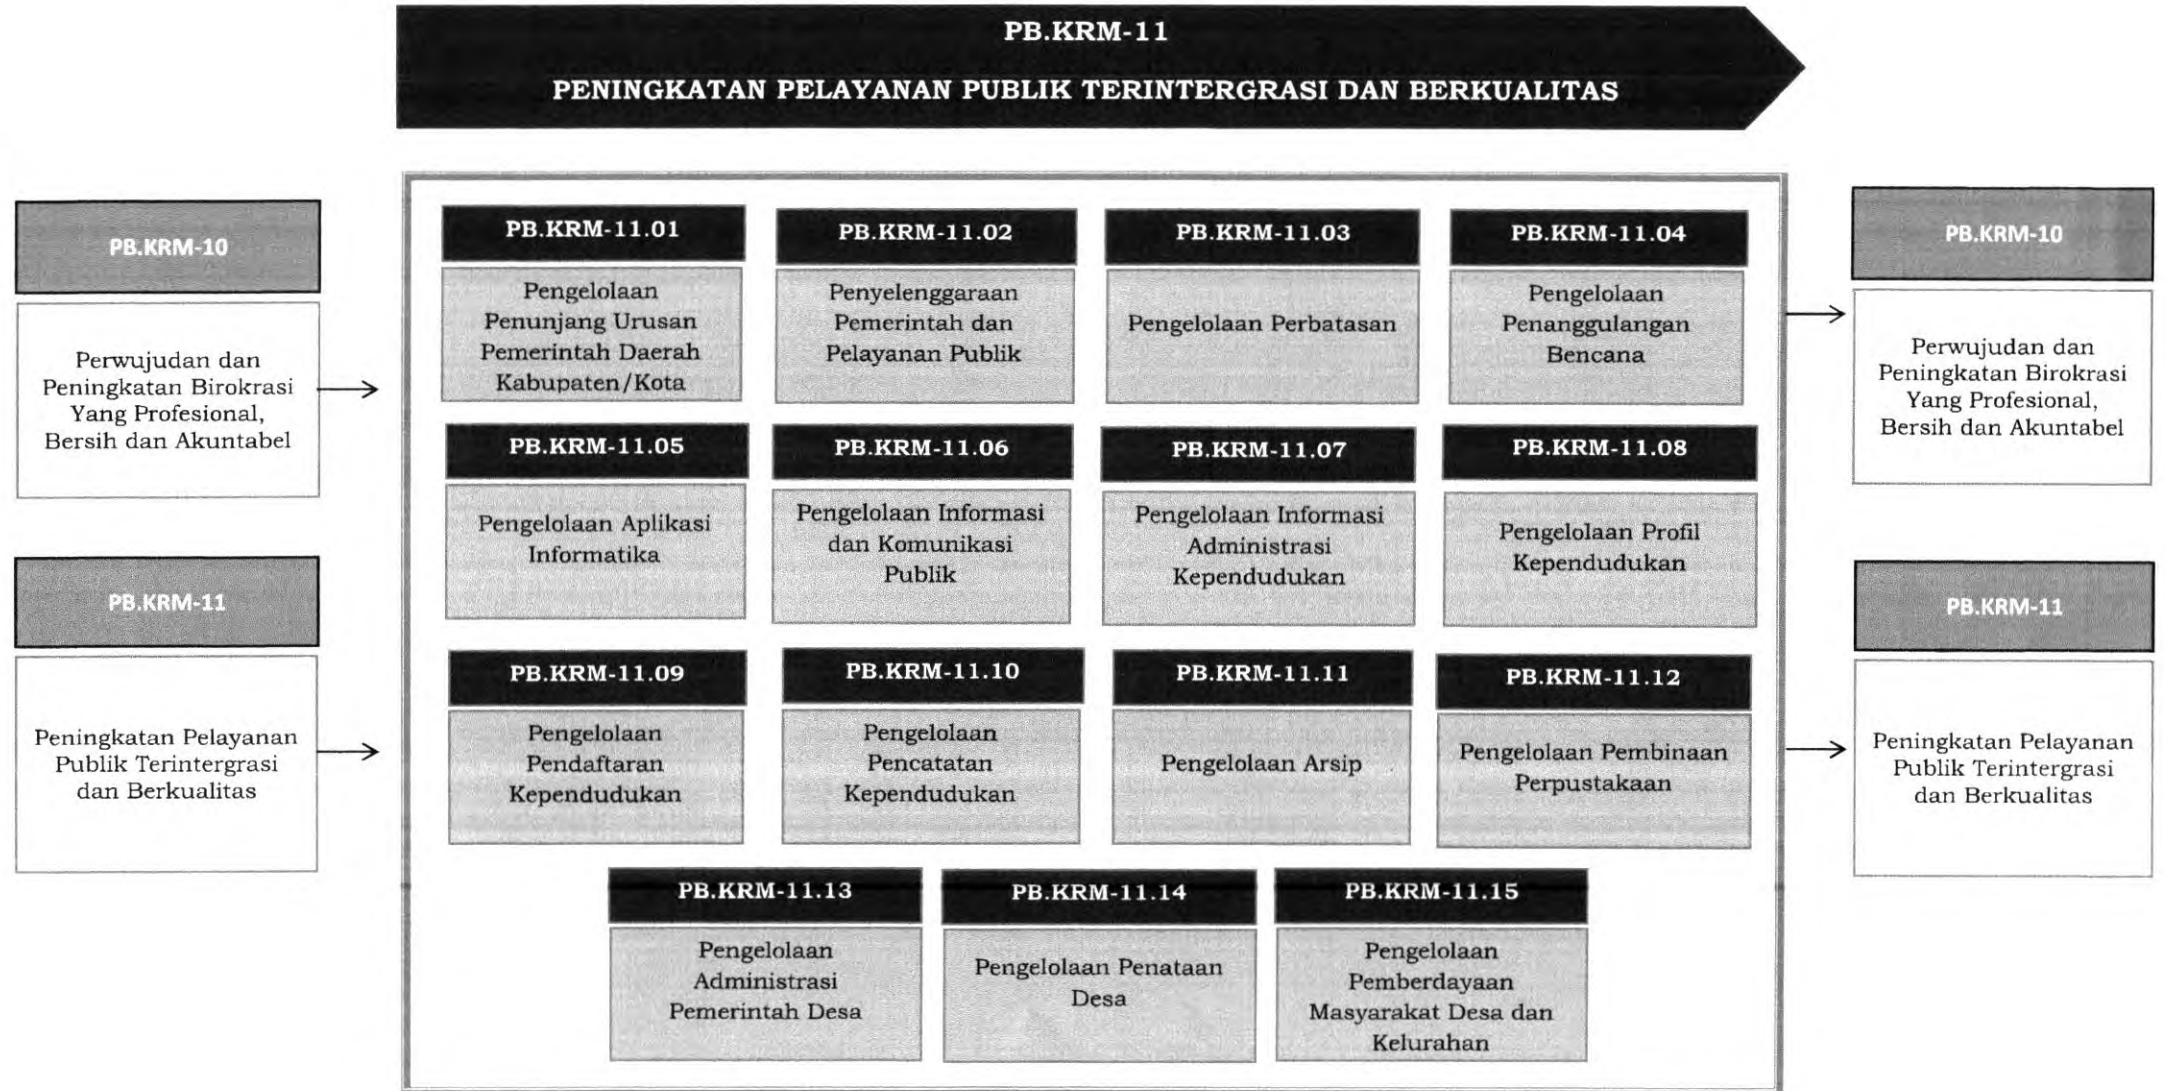 PB.KRM-11
PENINGKATAN PELAYANAN PUBLIK TERINTERGRASI DAN BERKUALITAS
PB.KRM-10
Perwujudan dan
Peningkatan Birokrasi
Yang Profesional,
Bersih dan Akuntabel
PB.KRM-11
Peningkatan Pelayanan
Publik Terintergrasi
dan Berkualitas
PB.KRM-11.01
Pengelolaan
Penunjang Urusan
Pemerintah Daerah
Kabupaten/Kota
PB.KRM-11.02
Penyelenggaraan
Pemerintah dan
Pelayanan Publik
PB.KRM-11.03
Pengelolaan Perbatasan
PB.KRM-11.04
Pengelolaan
Penanggulangan
Bencana
PB.KRM-11.05
Pengelolaan Aplikasi
Informatika
PB.KRM-11.06
Pengelolaan Informasi
dan Komunikasi
Publik
PB.KRM-11.07
Pengelolaan Informasi
Administrasi
Kependudukan
PB.KRM-11.08
Pengelolaan Profil
Kependudukan
PB.KRM-11.09
Pengelolaan
Pendaftaran
Kependudukan
PB.KRM-11.10
Pengelolaan
Pencatatan
Kependudukan
PB.KRM-11.11
Pengelolaan Arsip
PB.KRM-11.12
Pengelolaan Pembinaan
Perpustakaan
PB.KRM-11.13
Pengelolaan
Administrasi
Pemerintah Desa
PB.KRM-11.14
Pengelolaan Penataan
Desa
PB.KRM-11.15
Pengelolaan
Pemberdayaan
Masyarakat Desa dan
Kelurahan
PB.KRM-10
Perwujudan dan
Peningkatan Birokrasi
Yang Profesional,
Bersih dan Akuntabel
PB.KRM-11
Peningkatan Pelayanan
Publik Terintergrasi
dan Berkualitas